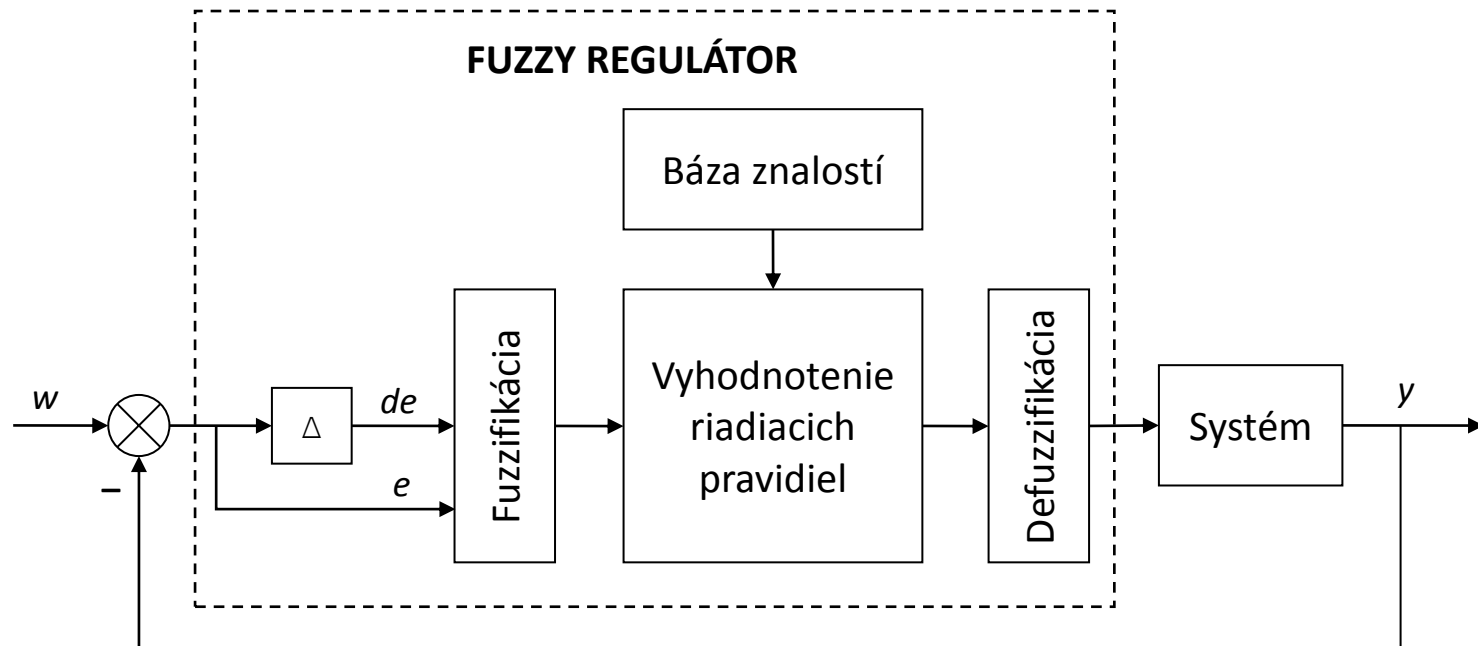 FUZZY REGULÁTOR
Báza znalostí
w
Δ
de
e
–
Fuzzifikácia
Vyhodnotenie
riadiacich
pravidiel
Defuzzifikácia
Systém
y